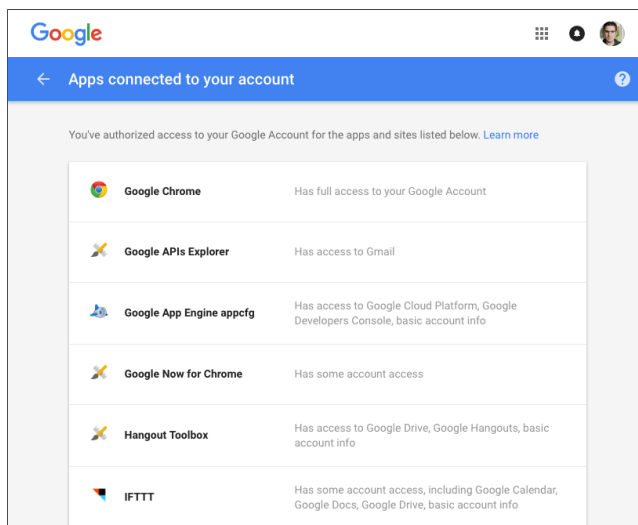 Google
Apps connected to your account
You've authorized access to your Google Account for the apps and sites listed below. Learn more
Google Chrome
Has full access to your Google Account
Google APIs Explorer
Has access to Gmail
Google App Engine appcfg
Has access to Google Cloud Platform, Google
Developers Console, basic account info
Google Now for Chrome
Has some account access
Hangout Toolbox
Has access to Google Drive, Google Hangouts, basic
account info
IFTTT
Has some account access, including Google Calendar,
Google Docs, Google Drive, basic account info